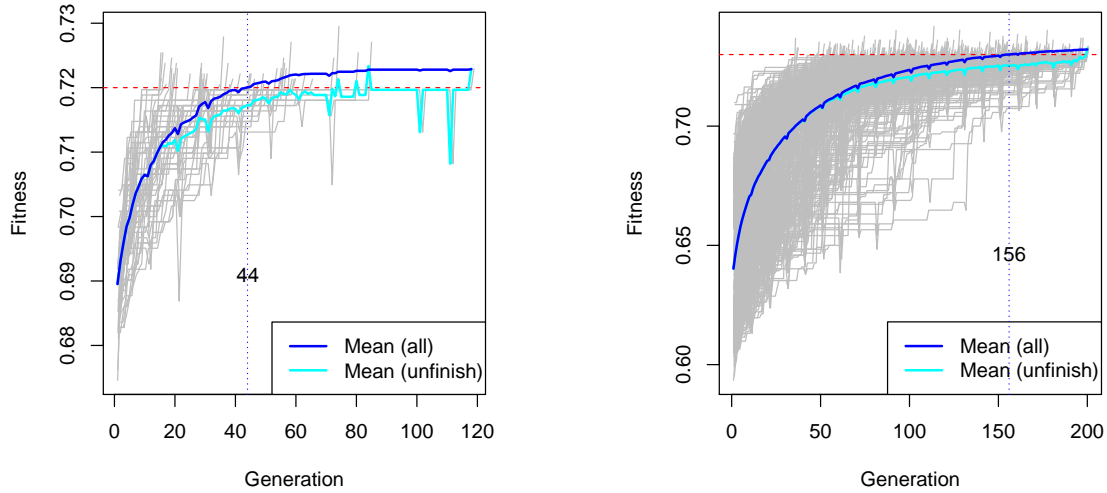 0.73
0.72
0.71
0.70
0.69
0.68
Fitness
44
Mean (all)
Mean (unfinish)
0 20 40 60 80 100 120
Generation
0.70
0.65
0.60
Fitness
156
Mean (all)
Mean (unfinish)
0 50 100 150 200
Generation